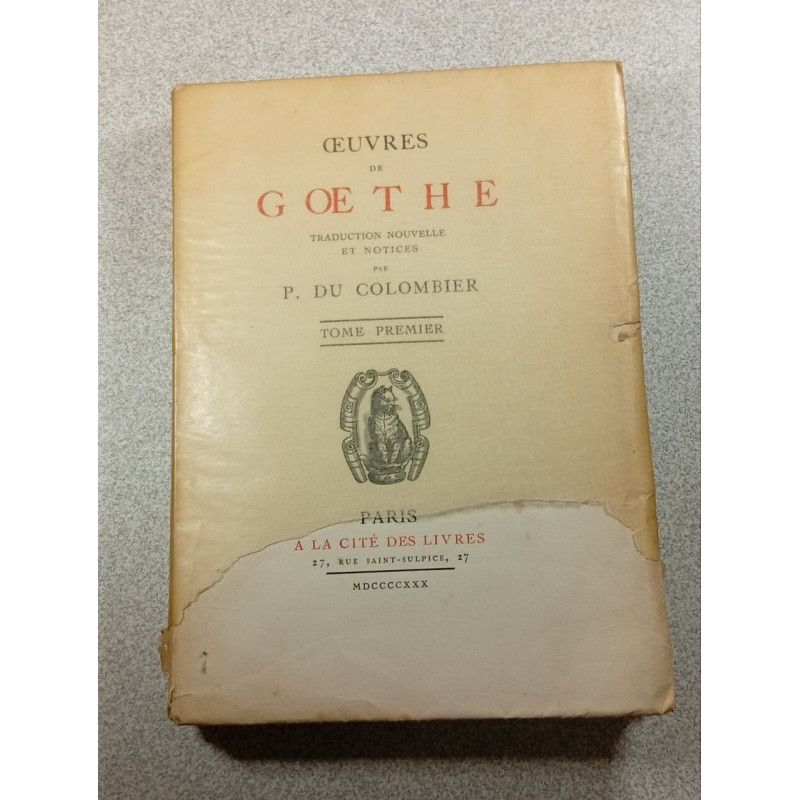 ŒUVRES
DE
GŒTHE
TRADUCTION NOUVELLE
ET NOTICES
PAR
P. DU COLOMBIER
TOME PREMIER
PARIS
A LA CITÉ DES LIVRES
27, RUE SAINT-SULPICE, 27
MDCCCCXXX